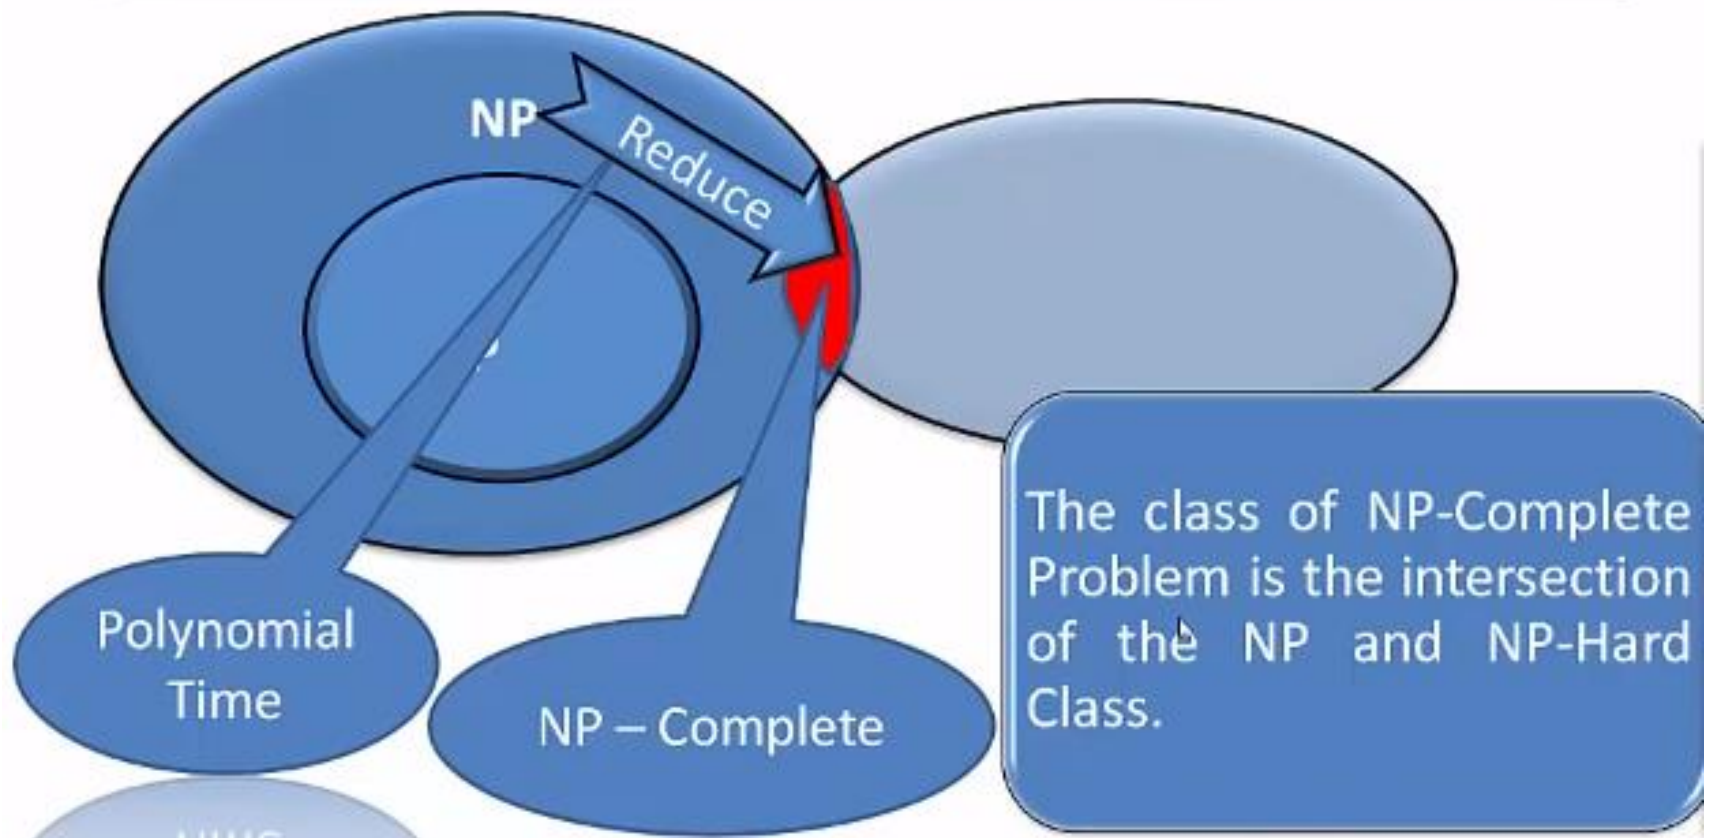 NP
Reduce
Polynomial
Time
NP – Complete
The class of NP-Complete
Problem is the intersection
of the NP and NP-Hard
Class.